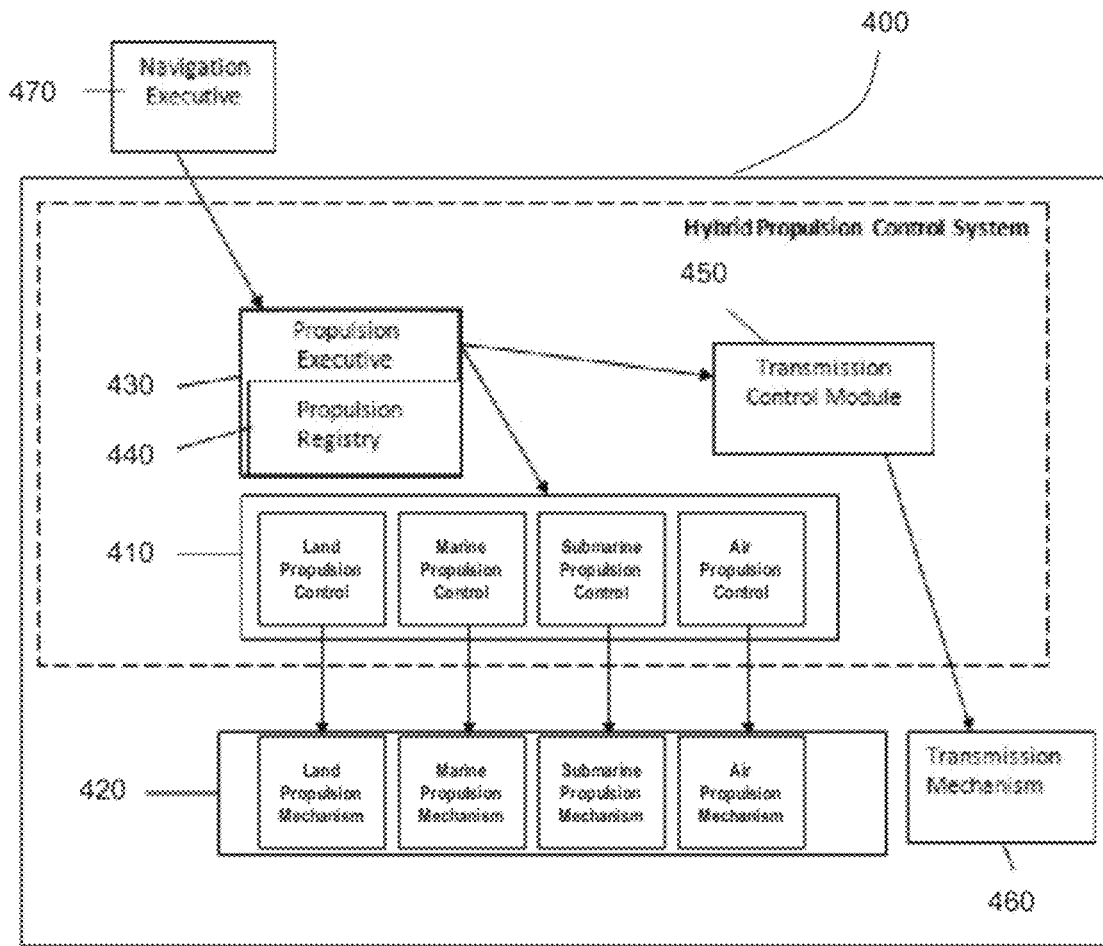 400
Navigation
Executive
470
Hybrid Propulsion Control System
450
Propulsion
Executive
430
Propulsion
Registry
440
Transmission
Control Module
410
Land
Propulsion
Control
Marine
Propulsion
Control
Submarine
Propulsion
Control
Air
Propulsion
Control
420
Land
Propulsion
Mechanism
Marine
Propulsion
Mechanism
Submarine
Propulsion
Mechanism
Air
Propulsion
Mechanism
Transmission
Mechanism
460